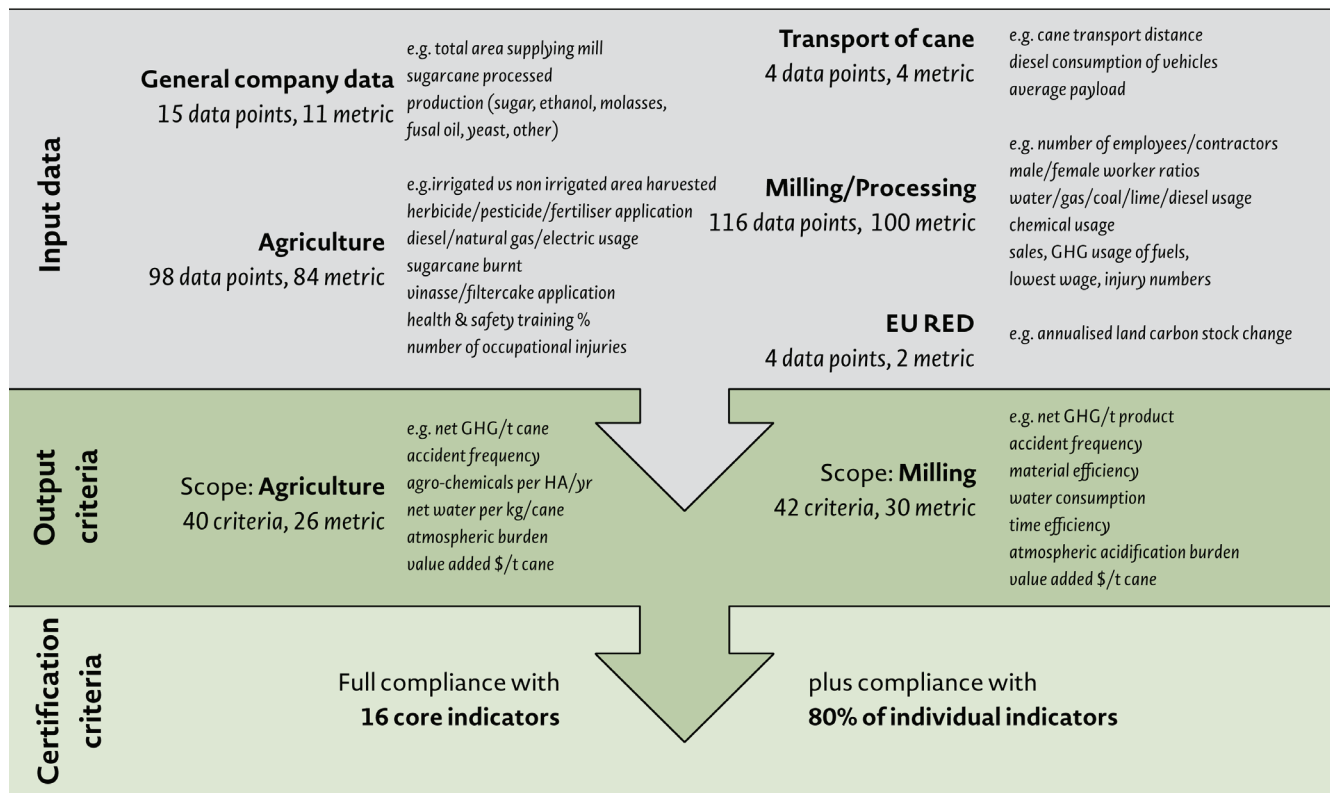 Input data
General company data
15 data points, 11 metric
e.g. total area supplying mill
sugarcane processed
production (sugar, ethanol, molasses,
fusal oil, yeast, other)
Agriculture
98 data points, 84 metric
e.g.irrigated vs non irrigated area harvested
herbicide/pesticide/fertiliser application
diesel/natural gas/electric usage
sugarcane burnt
vinasse/filtercake application
health & safety training %
number of occupational injuries
Transport of cane
4 data points, 4 metric
e.g. cane transport distance
diesel consumption of vehicles
average payload
Milling/Processing
116 data points, 100 metric
e.g. number of employees/contractors
male/female worker ratios
water/gas/coal/lime/diesel usage
chemical usage
sales, GHG usage of fuels,
lowest wage, injury numbers
EU RED
4 data points, 2 metric
e.g. annualised land carbon stock change
Output
criteria
Scope: Agriculture
40 criteria, 26 metric
e.g. net GHG/t cane
accident frequency
agro-chemicals per HA/yr
net water per kg/cane
atmospheric burden
value added $/t cane
Scope: Milling
42 criteria, 30 metric
e.g. net GHG/t product
accident frequency
material efficiency
water consumption
time efficiency
atmospheric acidification burden
value added $/t cane
Certification
criteria
Full compliance with
16 core indicators
plus compliance with
80% of individual indicators